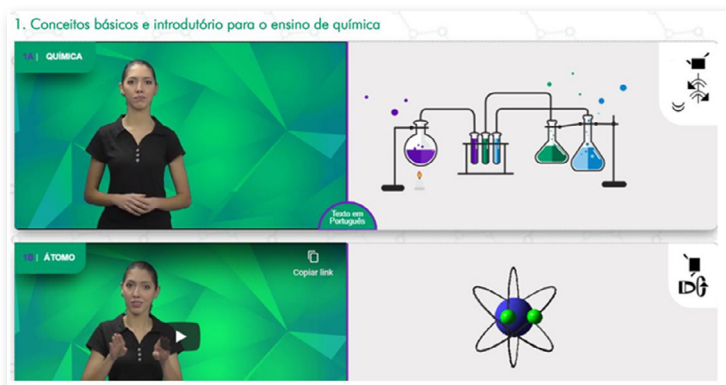 1. Conceitos básicos e introdutório para o ensino de química
1A | QUÍMICA
Texto em
Português
1B | ÁTOMO
Copiar link